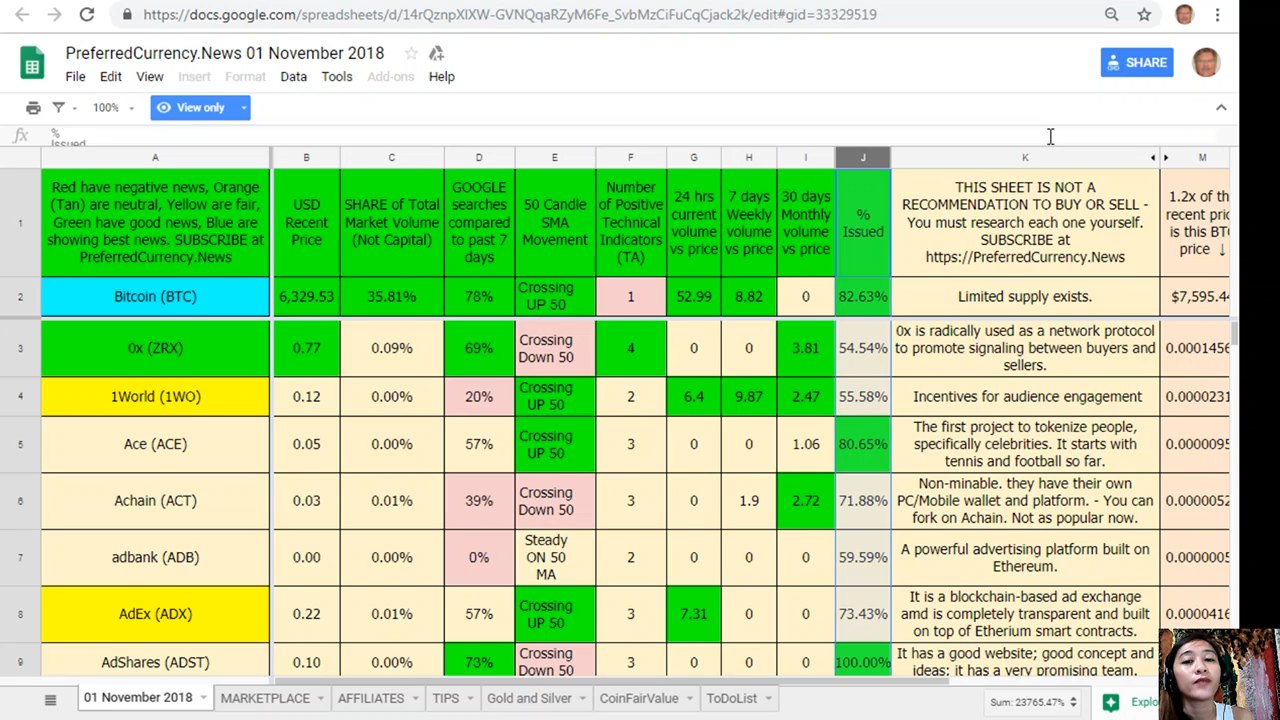 https://docs.google.com/spreadsheets/d/14rQznpXlXW-GVNQqaRZyM6Fe_SvbMzCiFuCqCjack2k/edit#gid=33329519
PreferredCurrency.News 01 November 2018
SHARE
File Edit View Insert Format Data Tools Add-ons Help
100% View only
fx % Issued
A B C D E F G H I J K M
1
Red have negative news, Orange
(Tan) are neutral, Yellow are fair,
Green have good news, Blue are
showing best news. SUBSCRIBE at
PreferredCurrency.News
USD
Recent
Price
SHARE of Total
Market Volume
(Not Capital)
GOOGLE
searches
compared
to past 7
days
50 Candle
SMA
Movement
Number
of Positive
Technical
Indicators
(TA)
24 hrs
current
volume
vs price
7 days
Weekly
volume
vs price
30 days
Monthly
volume
vs price
%
Issued
THIS SHEET IS NOT A
RECOMMENDATION TO BUY OR SELL -
You must research each one yourself.
SUBSCRIBE at
https://PreferredCurrency.News
1.2x of the
recent pric
is this BTC
price ↓
2
Bitcoin (BTC)
6,329.53
35.81%
78%
Crossing
UP 50
1
52.99
8.82
0
82.63%
Limited supply exists.
$7,595.4
3
0x (ZRX)
0.77
0.09%
69%
Crossing
Down 50
4
0
0
3.81
54.54%
0x is radically used as a network protocol
to promote signaling between buyers and
sellers.
0.0001456
4
1World (1WO)
0.12
0.00%
20%
Crossing
UP 50
2
6.4
9.87
2.47
55.58%
Incentives for audience engagement
0.0000231
5
Ace (ACE)
0.05
0.00%
57%
Crossing
UP 50
3
0
0
1.06
80.65%
The first project to tokenize people,
specifically celebrities. It starts with
tennis and football so far.
0.0000095
6
Achain (ACT)
0.03
0.01%
39%
Crossing
Down 50
3
0
1.9
2.72
71.88%
Non-minable. they have their own
PC/Mobile wallet and platform. - You can
fork on Achain. Not as popular now.
0.0000052
7
adbank (ADB)
0.00
0.00%
0%
Steady
ON 50
MA
2
0
0
0
59.59%
A powerful advertising platform built on
Ethereum.
0.0000005
8
AdEx (ADX)
0.22
0.01%
57%
Crossing
UP 50
3
7.31
0
0
73.43%
It is a blockchain-based ad exchange
amd is completely transparent and built
on top of Etherium smart contracts.
0.0000416
9
AdShares (ADST)
0.10
0.00%
73%
Crossing
Down 50
3
0
0
0
100.00%
It has a good website; good concept and
ideas; it has a very promising team.
01 November 2018 MARKETPLACE AFFILIATES TIPS Gold and Silver CoinFairValue ToDoList
Sum: 23765.47%
Explo